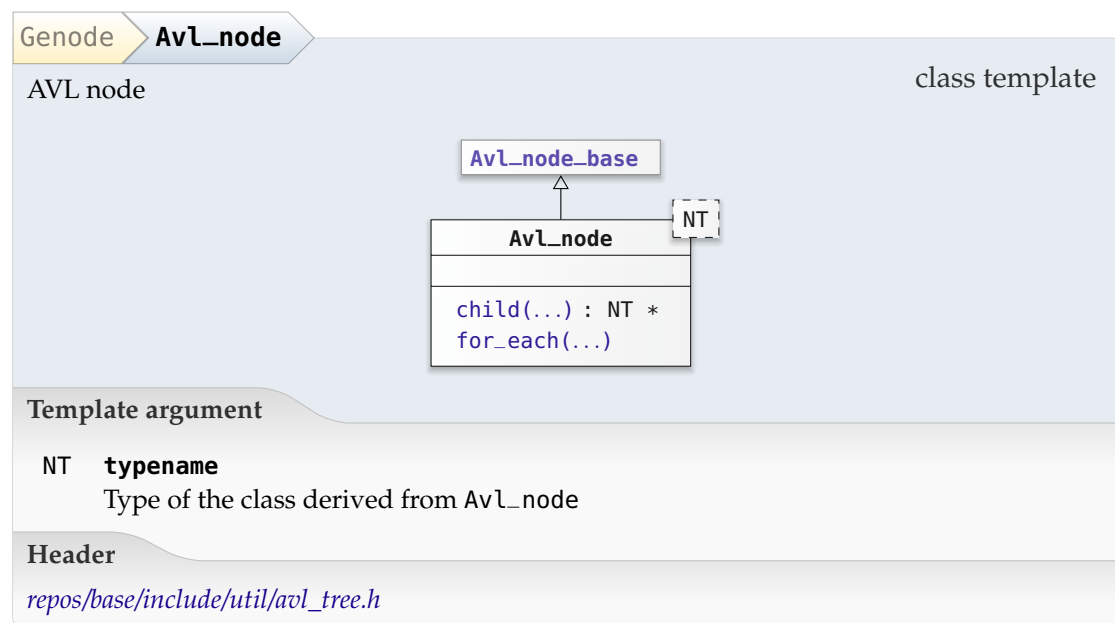 Genode Avl_node
AVL node
class template
Avl_node_base
NT
Avl_node
child(...) : NT *
for_each(...)
Template argument
NT typename
Type of the class derived from Avl_node
Header
repos/base/include/util/avl_tree.h